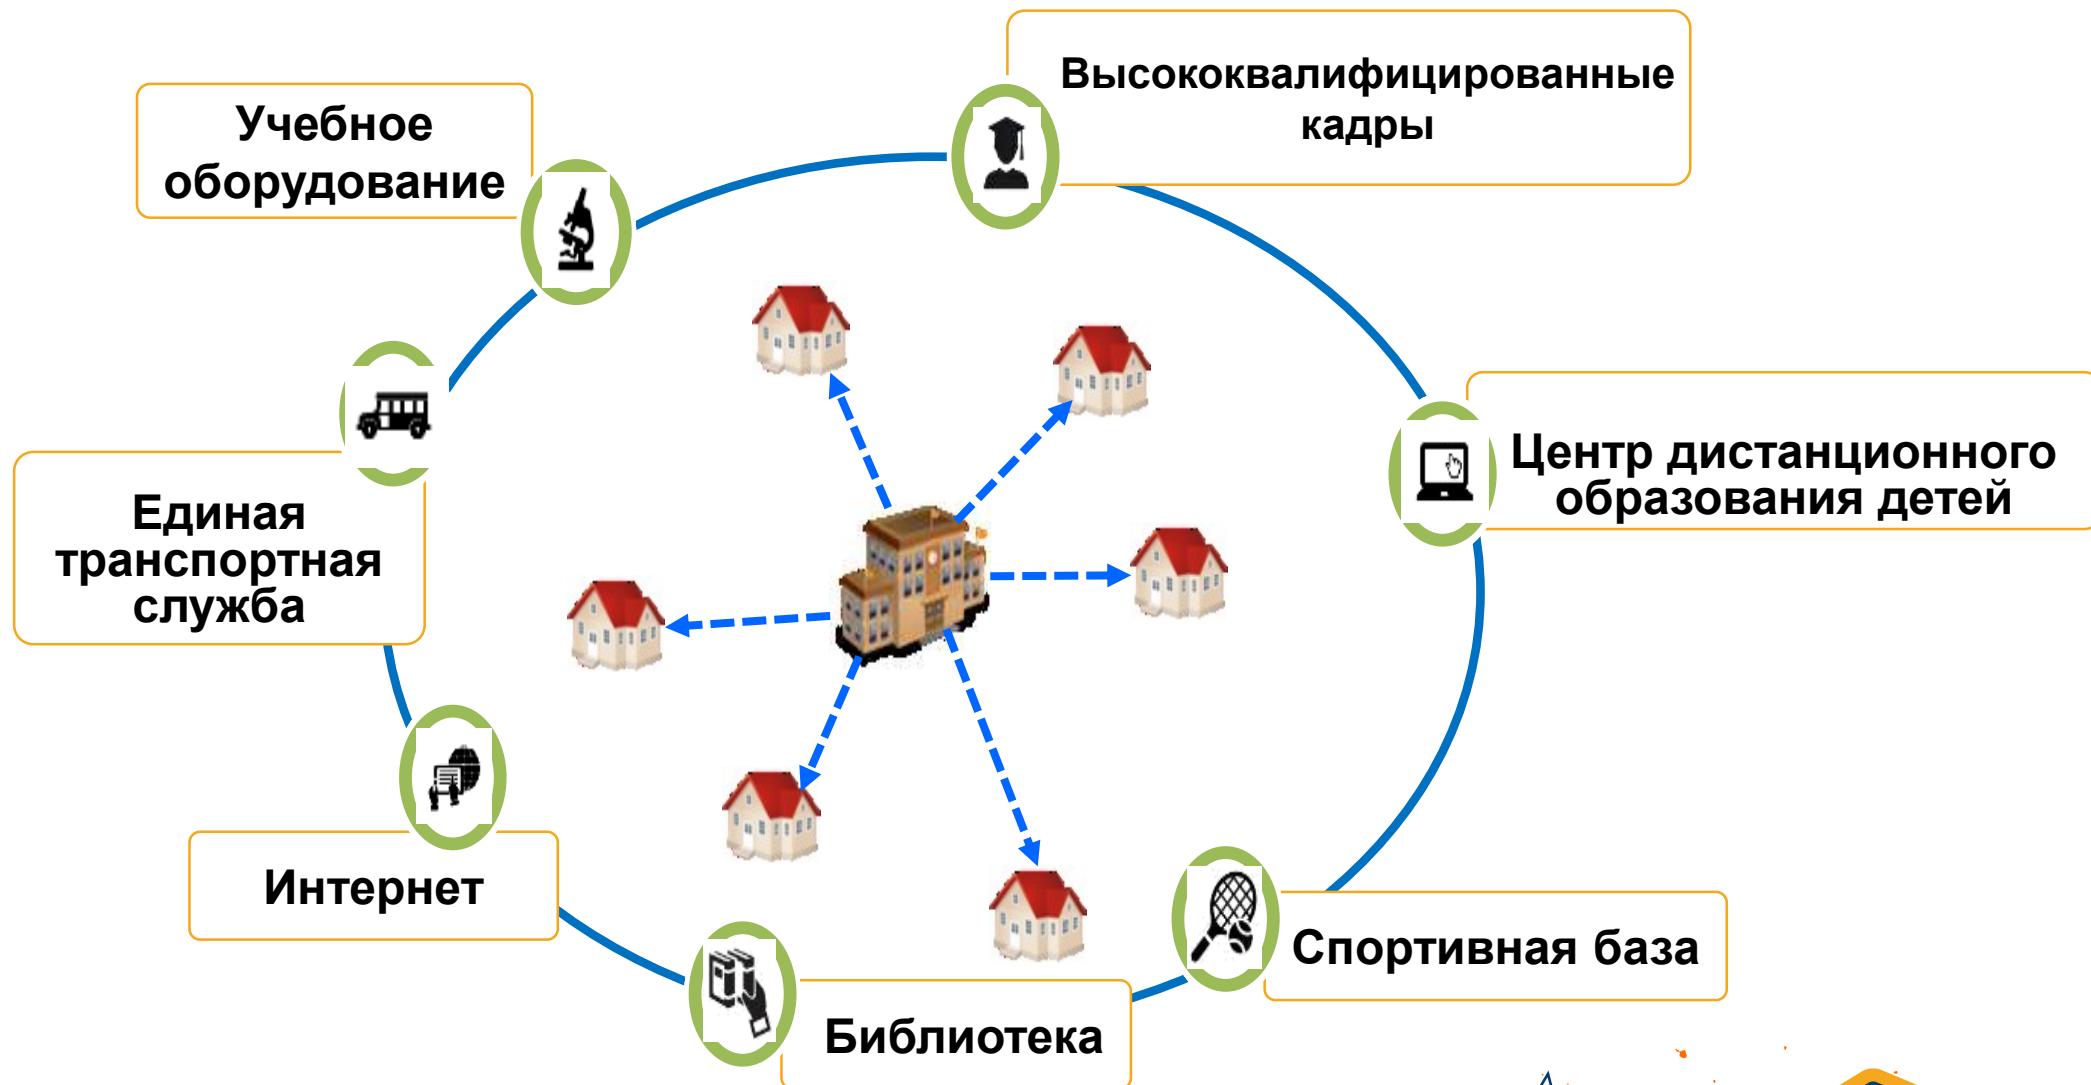 Высококвалифицированные
кадры
Учебное
оборудование
Центр дистанционного
образования детей
Единая
транспортная
служба
Интернет
Спортивная база
Библиотека